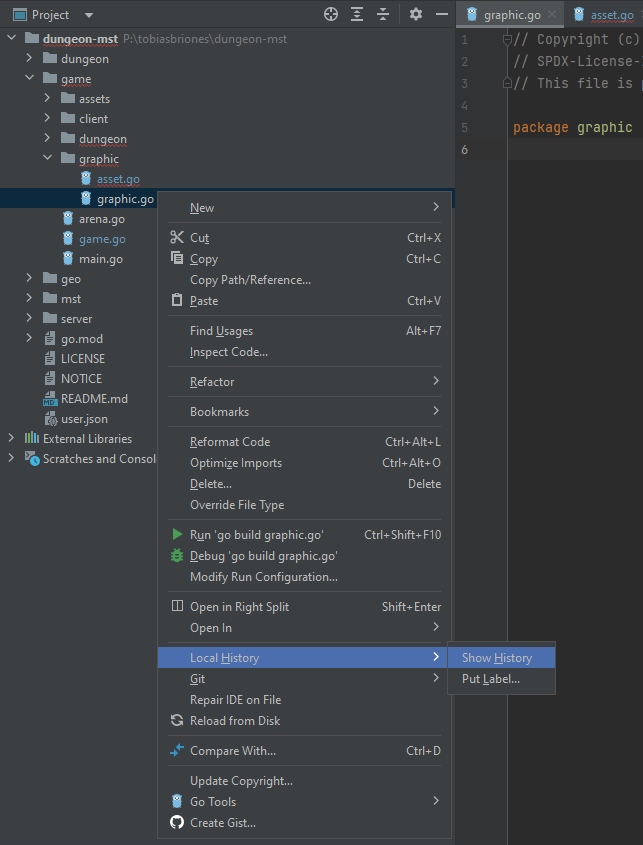 Project
graphic.go
asset.go
dungeon-mst P:\tobiasbriones\dungeon-mst
dungeon
game
assets
client
dungeon
graphic
asset.go
graphic.go
arena.go
game.go
main.go
geo
mst
server
go.mod
LICENSE
NOTICE
README.md
user.json
External Libraries
Scratches and Consol
1 // Copyright (c)
2 // SPDX-License-
3 // This file is
4
5 package graphic
6
New
Cut Ctrl+X
Copy Ctrl+C
Copy Path/Reference...
Paste Ctrl+V
Find Usages Alt+F7
Inspect Code...
Refactor
Bookmarks
Reformat Code Ctrl+Alt+L
Optimize Imports Ctrl+Alt+O
Delete... Delete
Override File Type
Run 'go build graphic.go' Ctrl+Shift+F10
Debug 'go build graphic.go'
Modify Run Configuration...
Open in Right Split Shift+Enter
Open In
Local History
Show History
Put Label...
Git
Repair IDE on File
Reload from Disk
Compare With... Ctrl+D
Update Copyright...
Go Tools
Create Gist...